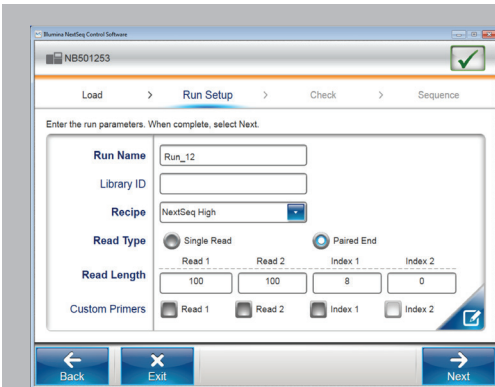 Illumina NextSeq Control Software
NB501253
Load > Run Setup > Check > Sequence
Enter the run parameters. When complete, select Next.
Run Name Run_12
Library ID
Recipe NextSeq High
Read Type Single Read Paired End
Read 1 Read 2 Index 1 Index 2
Read Length 100 100 8 0
Custom Primers Read 1 Read 2 Index 1 Index 2
Back Exit Next